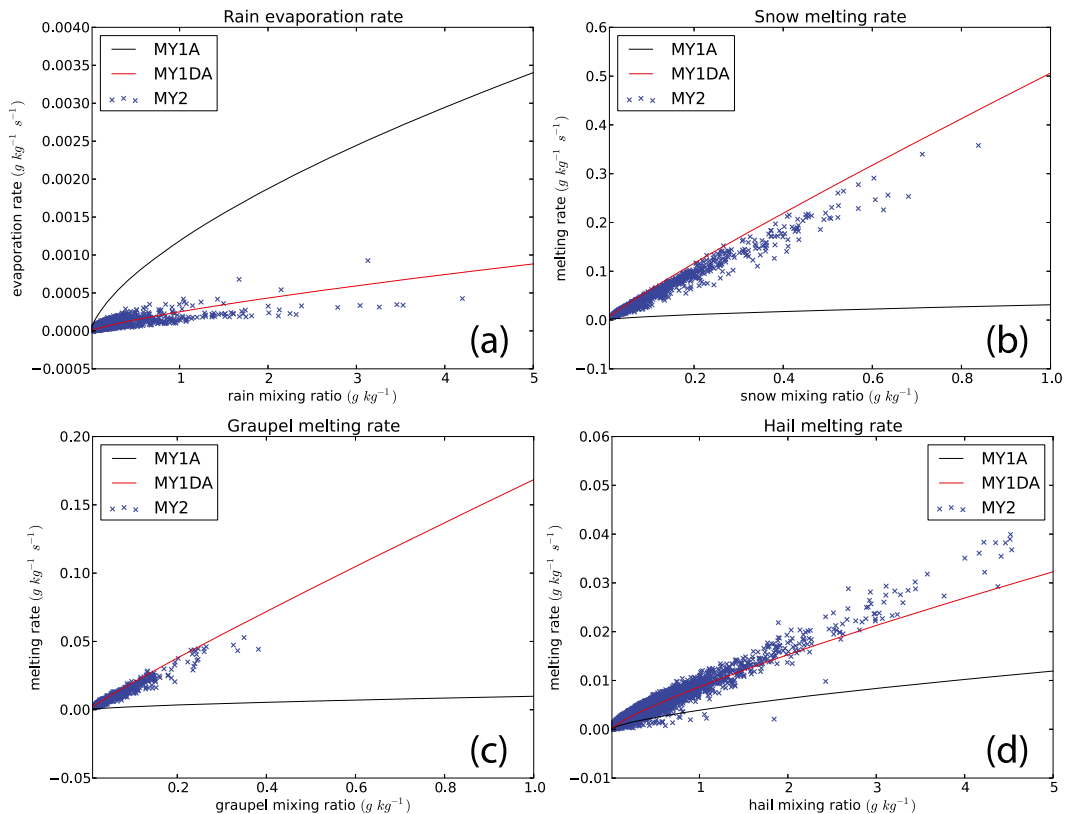 Rain evaporation rate
0.0040
0.0035
0.0030
0.0025
0.0020
0.0015
0.0010
0.0005
0.0000
−0.0005
evaporation rate (g kg⁻¹ s⁻¹)
MY1A
MY1DA
MY2
(a)
1 2 3 4 5
rain mixing ratio (g kg⁻¹)
Snow melting rate
0.6
0.5
0.4
0.3
0.2
0.1
0.0
−0.1
melting rate (g kg⁻¹ s⁻¹)
MY1A
MY1DA
MY2
(b)
0.2 0.4 0.6 0.8 1.0
snow mixing ratio (g kg⁻¹)
Graupel melting rate
0.20
0.15
0.10
0.05
0.00
−0.05
melting rate (g kg⁻¹ s⁻¹)
MY1A
MY1DA
MY2
(c)
0.2 0.4 0.6 0.8 1.0
graupel mixing ratio (g kg⁻¹)
Hail melting rate
0.06
0.05
0.04
0.03
0.02
0.01
0.00
−0.01
melting rate (g kg⁻¹ s⁻¹)
MY1A
MY1DA
MY2
(d)
1 2 3 4 5
hail mixing ratio (g kg⁻¹)